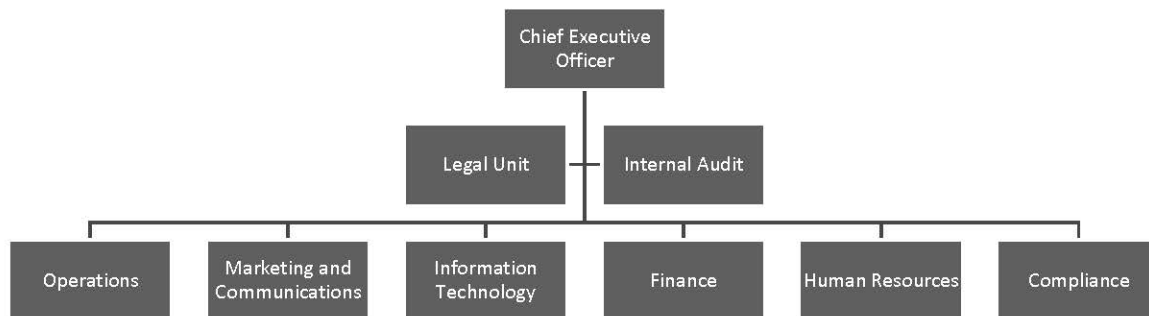 Chief Executive
Officer
Legal Unit
Internal Audit
Operations
Marketing and
Communications
Information
Technology
Finance
Human Resources
Compliance